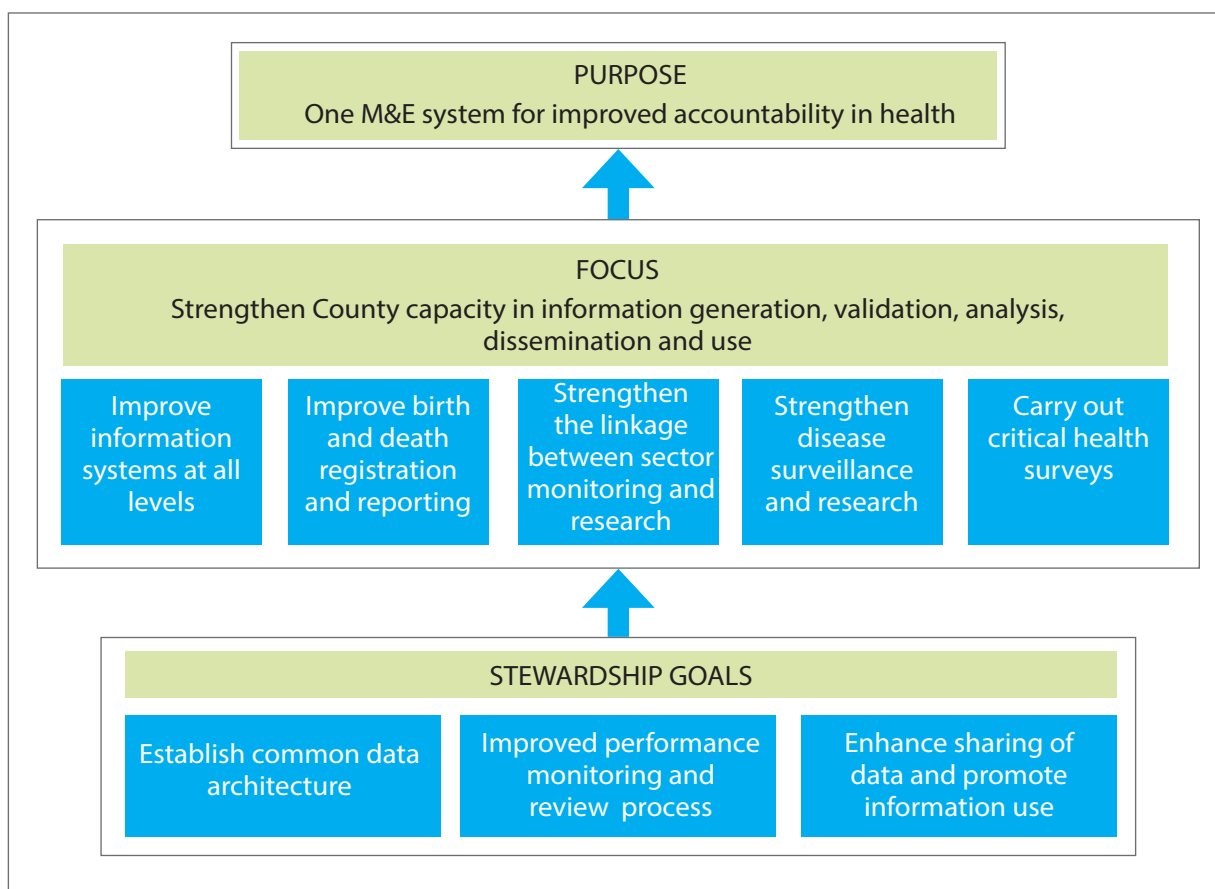 PURPOSE
One M&E system for improved accountability in health
FOCUS
Strengthen County capacity in information generation, validation, analysis,
dissemination and use
Improve
information
systems at all
levels
Improve birth
and death
registration
and reporting
Strengthen
the linkage
between sector
monitoring and
research
Strengthen
disease
surveillance
and research
Carry out
critical health
surveys
STEWARDSHIP GOALS
Establish common data
architecture
Improved performance
monitoring and
review process
Enhance sharing of
data and promote
information use